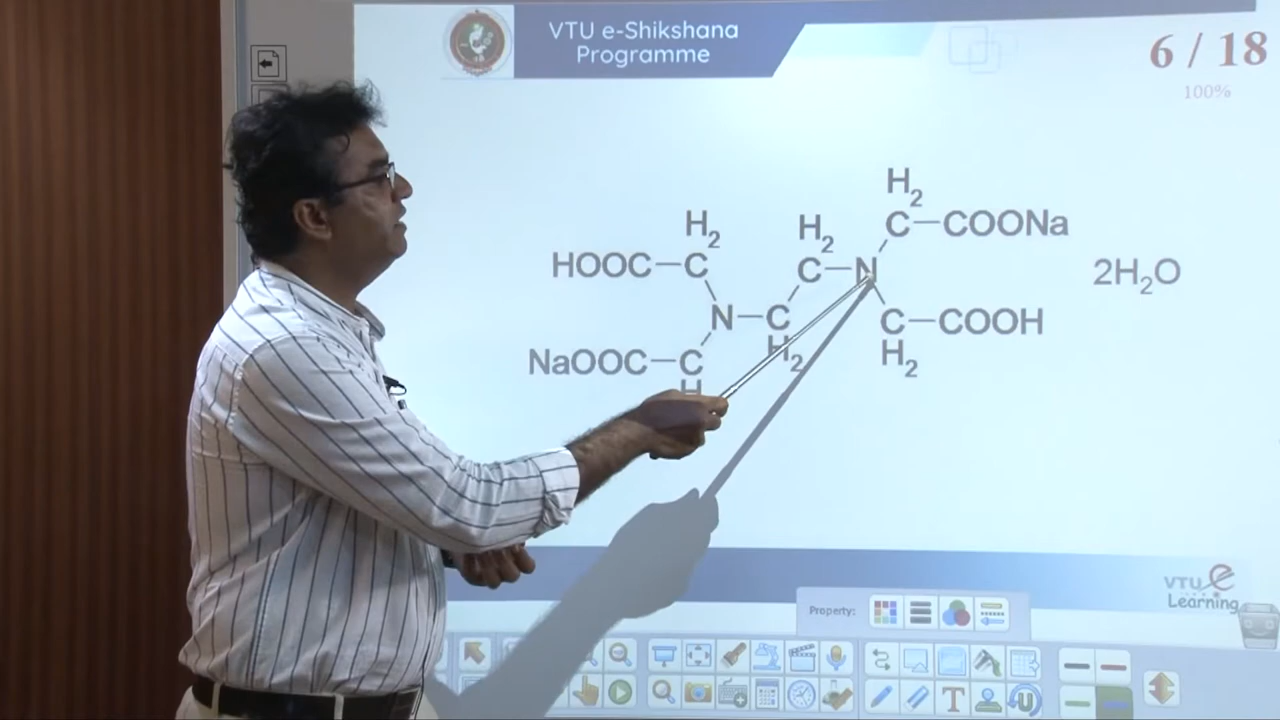 VTU e-Shikshana
Programme
6 / 18
100%
H2
C—COONa
H2
H2
HOOC—C
C—N
2H2O
N—C
H2
C—COOH
H2
NaOOC—C
H
VTU e
Learning
Property:
T